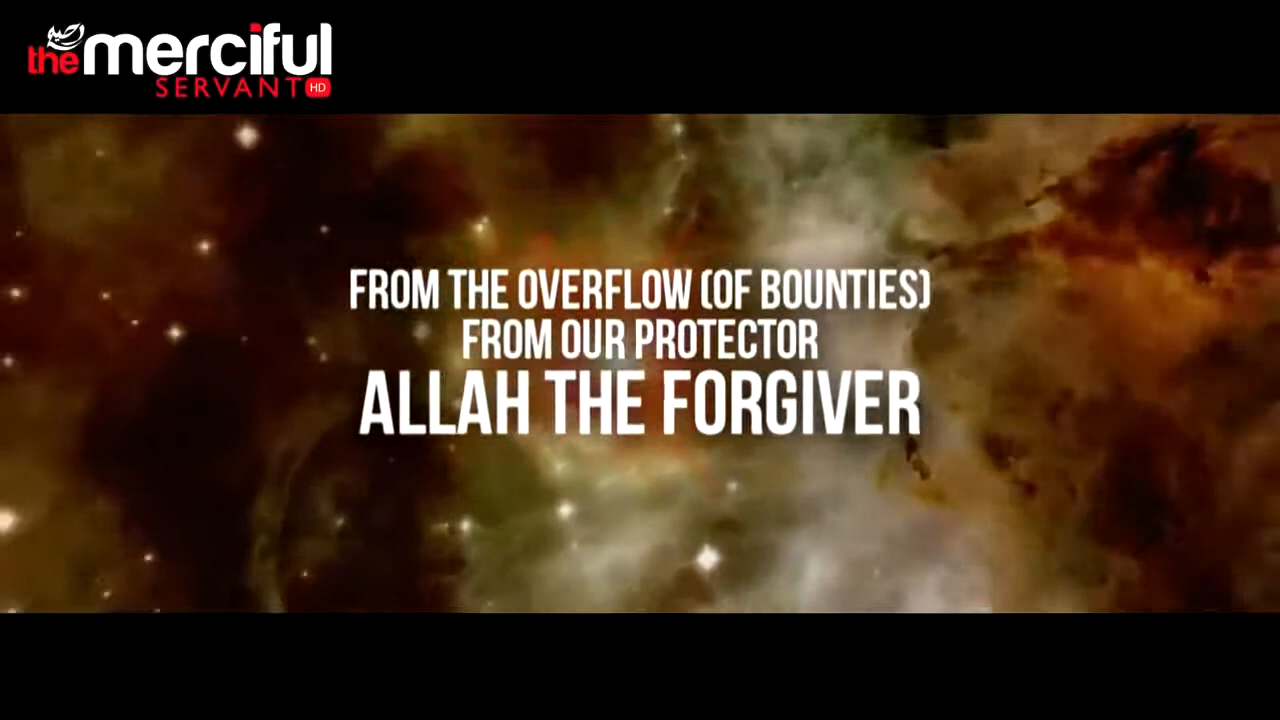 the merciful
SERVANT HD
FROM THE OVERFLOW (OF BOUNTIES)
FROM OUR PROTECTOR
ALLAH THE FORGIVER